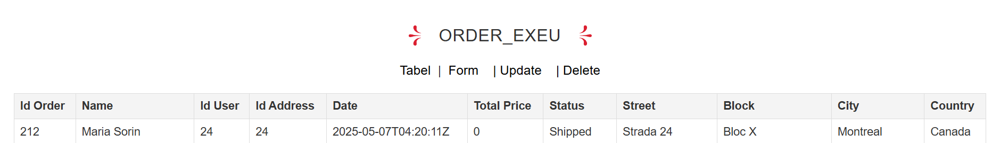 ORDER_EXEU
Tabel | Form | Update | Delete
Id Order Name Id User Id Address Date Total Price Status Street Block City Country
212 Maria Sorin 24 24 2025-05-07T04:20:11Z 0 Shipped Strada 24 Bloc X Montreal Canada